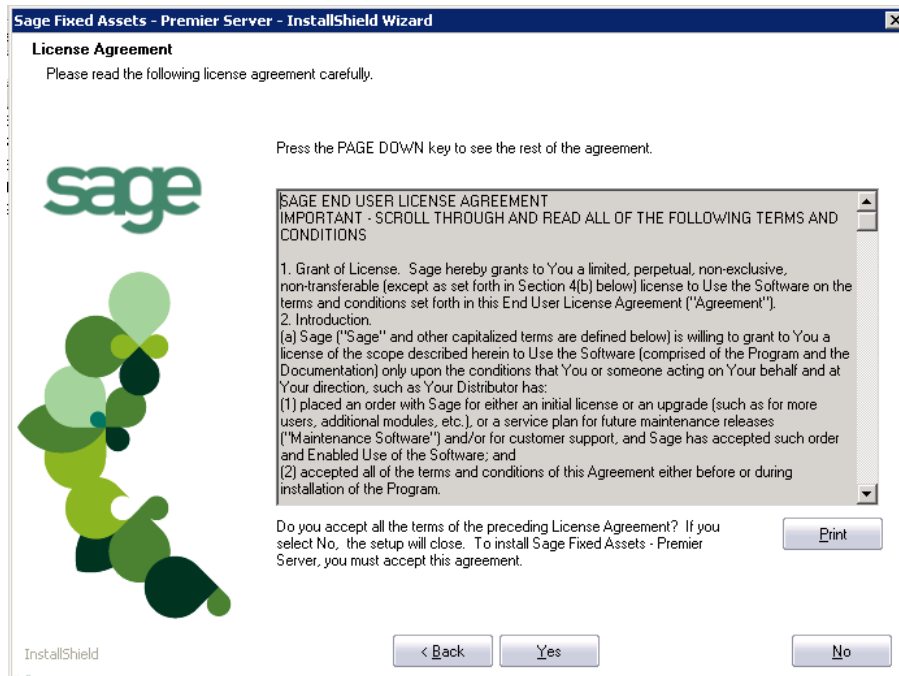 Sage Fixed Assets - Premier Server - InstallShield Wizard
License Agreement
Please read the following license agreement carefully.
Press the PAGE DOWN key to see the rest of the agreement.
sage
SAGE END USER LICENSE AGREEMENT
IMPORTANT - SCROLL THROUGH AND READ ALL OF THE FOLLOWING TERMS AND
CONDITIONS
1. Grant of License.  Sage hereby grants to You a limited, perpetual, non-exclusive,
non-transferable (except as set forth in Section 4(b) below) license to Use the Software on the
terms and conditions set forth in this End User License Agreement ("Agreement").
2. Introduction.
(a) Sage ("Sage" and other capitalized terms are defined below) is willing to grant to You a
license of the scope described herein to Use the Software (comprised of the Program and the
Documentation) only upon the conditions that You or someone acting on Your behalf and at
Your direction, such as Your Distributor has:
(1) placed an order with Sage for either an initial license or an upgrade (such as for more
users, additional modules, etc.), or a service plan for future maintenance releases
("Maintenance Software") and/or for customer support, and Sage has accepted such order
and Enabled Use of the Software; and
(2) accepted all of the terms and conditions of this Agreement either before or during
installation of the Program.
Do you accept all the terms of the preceding License Agreement?  If you
select No,  the setup will close.  To install Sage Fixed Assets - Premier
Server, you must accept this agreement.
Print
InstallShield
< Back
Yes
No